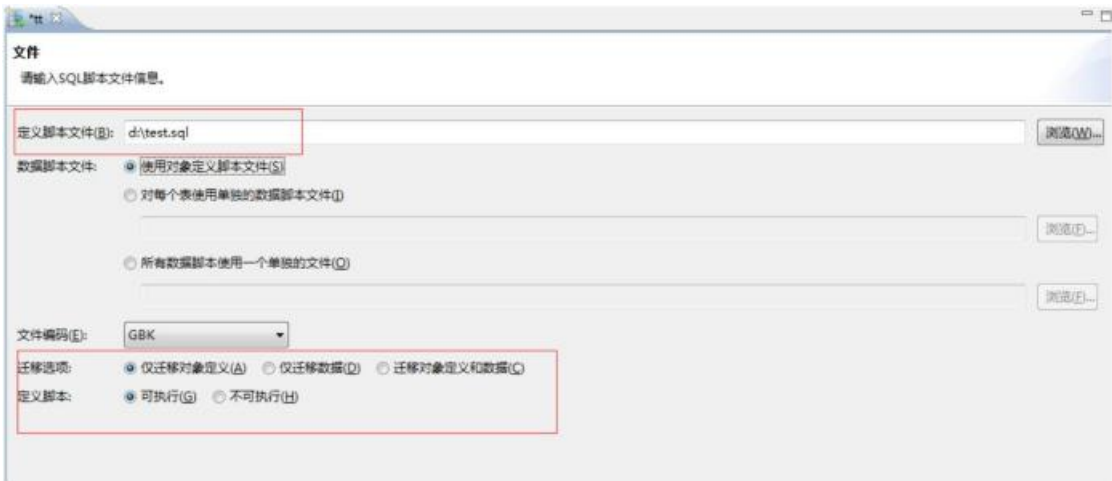 *tt
文件
请输入SQL脚本文件信息。
定义脚本文件(B): d:\test.sql 浏览(W)...
数据脚本文件: 使用对象定义脚本文件(S)
对每个表使用单独的数据脚本文件(I)
浏览(F)...
所有数据脚本使用一个单独的文件(O)
浏览(F)...
文件编码(E): GBK
迁移选项: 仅迁移对象定义(A) 仅迁移数据(D) 迁移对象定义和数据(C)
定义脚本: 可执行(G) 不可执行(H)